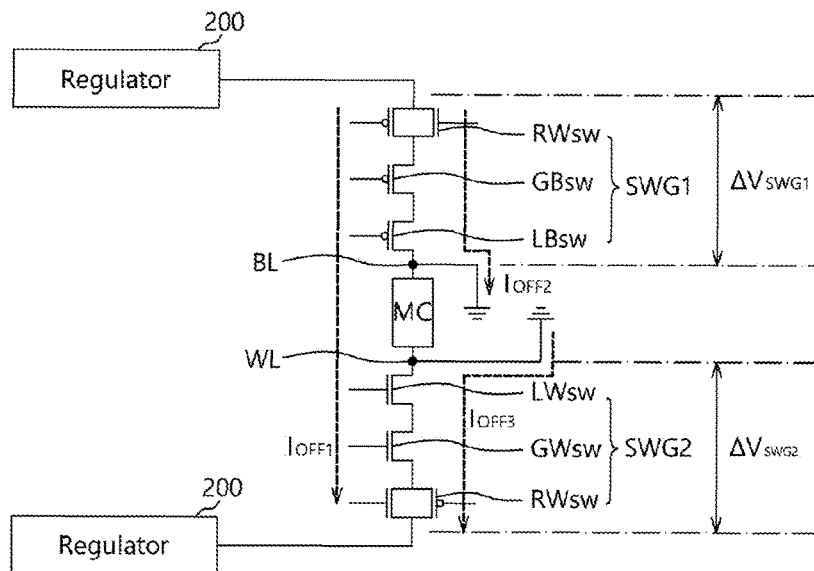 200
Regulator
RWsw
GBsw
SWG1
ΔVSWG1
LBsw
BL
IOFF2
MC
WL
LWsw
IOFF1
IOFF3
GWsw
SWG2
ΔVSWG2
200
RWsw
Regulator